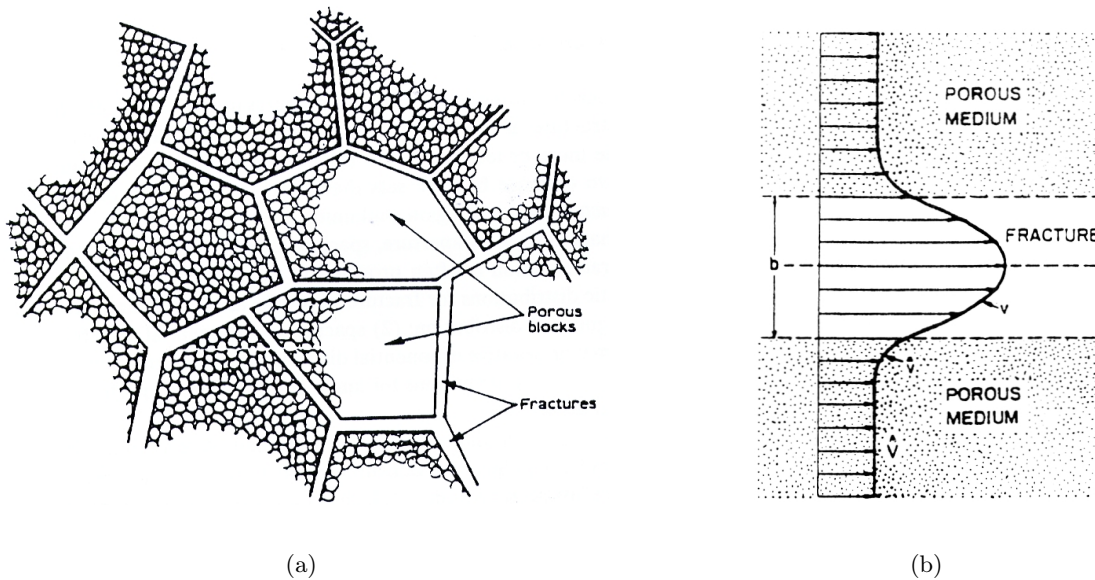 Porous
blocks
Fractures
(a)
POROUS
MEDIUM
FRACTURE
b
v
v̂
POROUS
MEDIUM
V̂
(b)